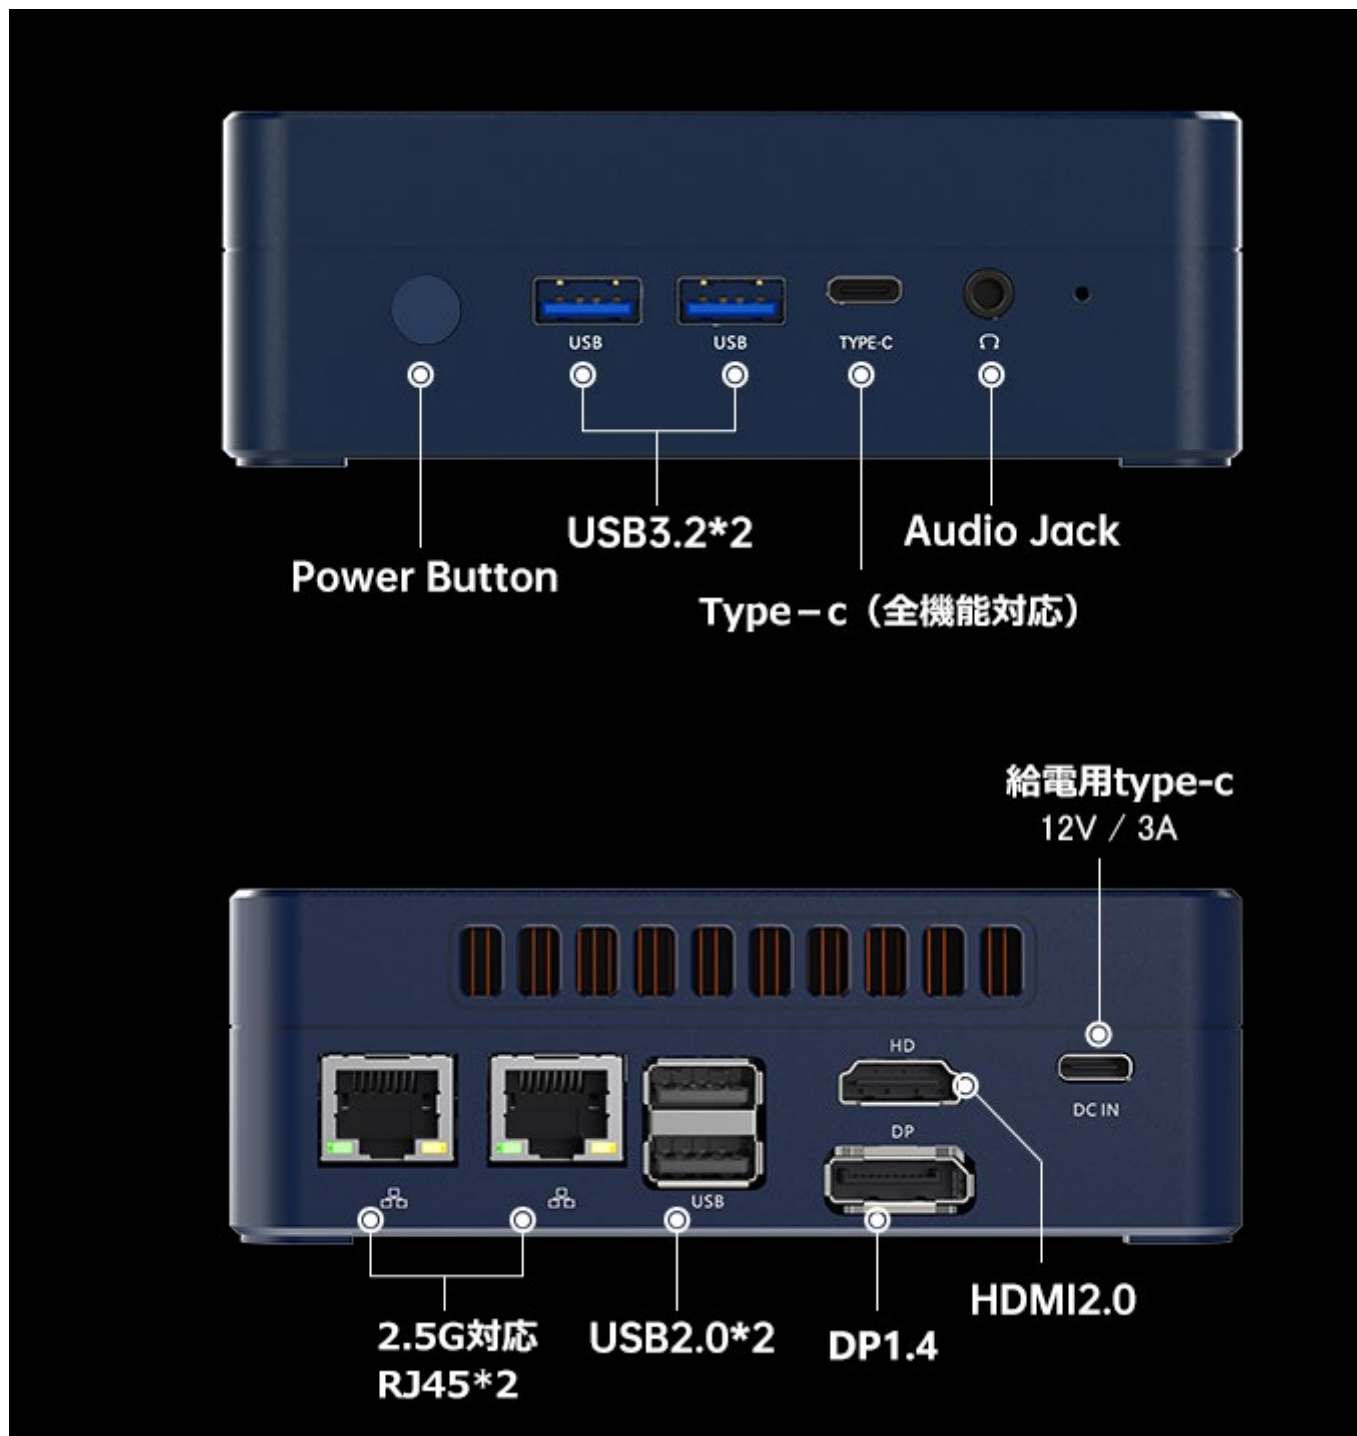 USB
USB
TYPE-C
USB3.2*2
Audio Jack
Power Button
Type－c（全機能対応）
給電用type-c
12V / 3A
HD
DC IN
DP
USB
HDMI2.0
2.5G対応
RJ45*2
USB2.0*2
DP1.4